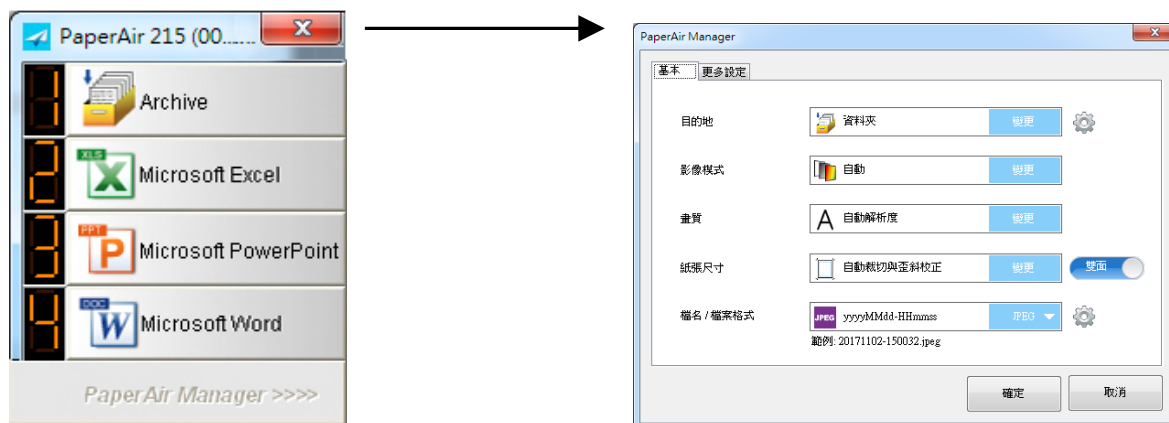 PaperAir 215 (00......
1 Archive
XLS
2 Microsoft Excel
PPT
3 Microsoft PowerPoint
DOC
4 Microsoft Word
PaperAir Manager >>>>
PaperAir Manager
基本 更多設定
目的地 資料夾 變更
影像模式 自動 變更
畫質 A 自動解析度 變更
紙張尺寸 自動裁切與歪斜校正 變更 雙面
檔名 / 檔案格式 JPEG yyyyMMdd-HHmmss JPEG
範例: 20171102-150032.jpeg
確定 取消